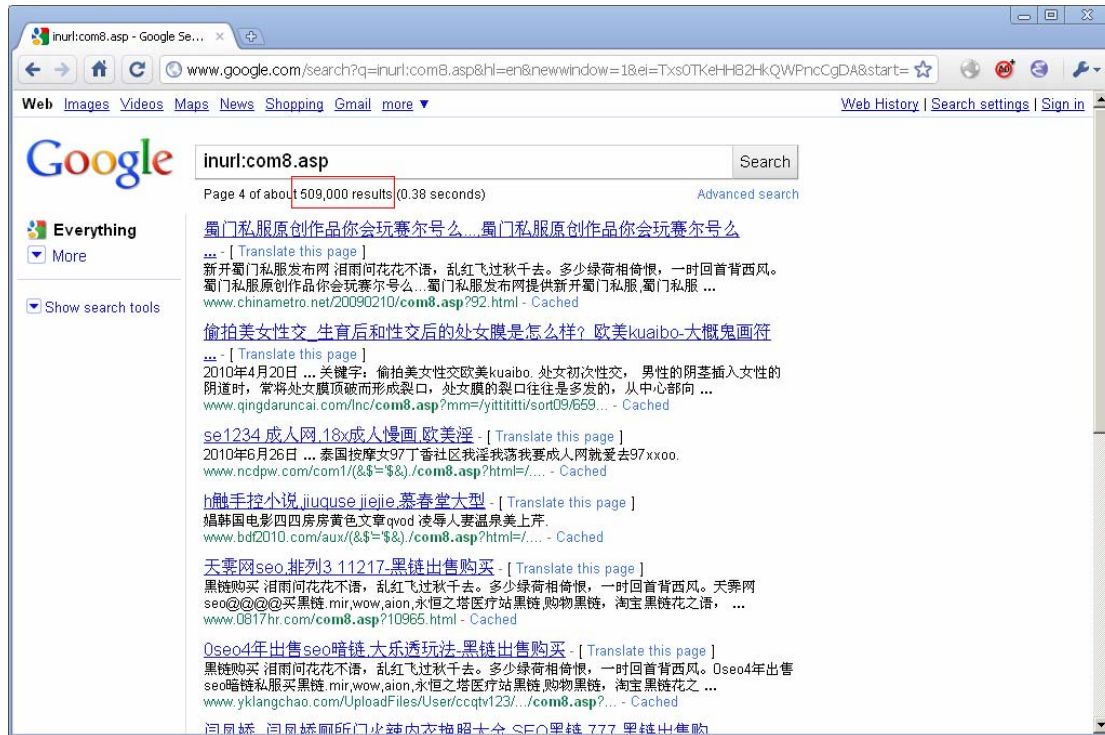 inurl:com8.asp - Google Se...
www.google.com/search?q=inurl:com8.asp&hl=en&newwindow=1&ei=Txs0TKeHHB2HkQWPncCgDA&start=
Web Images Videos Maps News Shopping Gmail more ▼ Web History | Search settings | Sign in
Google
inurl:com8.asp Search
Page 4 of about 509,000 results (0.38 seconds) Advanced search
Everything
More
Show search tools
蜀门私服原创作品你会玩赛尔号么...,蜀门私服原创作品你会玩赛尔号么
... - [ Translate this page ]
新开蜀门私服发布网 泪雨问花花不语，乱红飞过秋千去。多少绿荷相倚恨，一时回首背西风。
蜀门私服原创作品你会玩赛尔号么...蜀门私服发布网提供新开蜀门私服,蜀门私服 ...
www.chinametro.net/20090210/com8.asp?92.html - Cached
偷拍美女性交_生育后和性交后的处女膜是怎么样？欧美kuaibo-大概鬼画符
... - [ Translate this page ]
2010年4月20日 ... 关键字：偷拍美女性交欧美kuaibo. 处女初次性交， 男性的阴茎插入女性的
阴道时，常将处女膜顶破而形成裂口，处女膜的裂口往往是多发的，从中心部向 ...
www.qingdaruncai.com/Inc/com8.asp?mm=/yittititti/sort09/659... - Cached
se1234 成人网,18x成人慢画,欧美淫 - [ Translate this page ]
2010年6月26日 ... 泰国按摩女97丁香社区我淫我荡我要成人网就爱去97xxoo.
www.ncdpw.com/com1/(&$'='$&)./com8.asp?html=/.... - Cached
h触手控小说,jiuquse jiejie,慕春堂大型 - [ Translate this page ]
娼韩国电影四四房房黄色文章qvod 凌辱人妻温泉美上芹.
www.bdf2010.com/aux/(&$'='$&)./com8.asp?html=/.... - Cached
天霁网seo,排列3 11217-黑链出售购买 - [ Translate this page ]
黑链购买 泪雨问花花不语，乱红飞过秋千去。多少绿荷相倚恨，一时回首背西风。天霁网
seo@@@@买黑链.mir,wow,aion,永恒之塔医疗站黑链,购物黑链，淘宝黑链花之语， ...
www.0817hr.com/com8.asp?10965.html - Cached
0seo4年出售seo暗链,大乐透玩法-黑链出售购买 - [ Translate this page ]
黑链购买 泪雨问花花不语，乱红飞过秋千去。多少绿荷相倚恨，一时回首背西风。0seo4年出售
seo暗链私服买黑链.mir,wow,aion,永恒之塔医疗站黑链,购物黑链，淘宝黑链花之 ...
www.yklangchao.com/UploadFiles/User/ccqtv123/.../com8.asp?... - Cached
闫凤娇 闫凤娇厕所门火辣内衣艳照大全 SEO黑链 777 黑链出售购